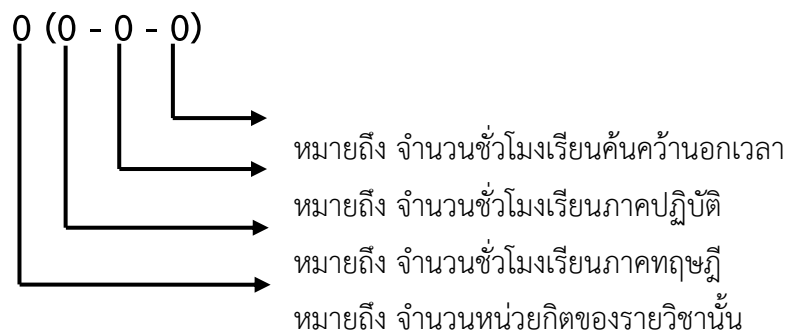 0 (0 - 0 - 0)
หมายถึง จำนวนชั่วโมงเรียนค้นคว้านอกเวลา
หมายถึง จำนวนชั่วโมงเรียนภาคปฏิบัติ
หมายถึง จำนวนชั่วโมงเรียนภาคทฤษฎี
หมายถึง จำนวนหน่วยกิตของรายวิชานั้น